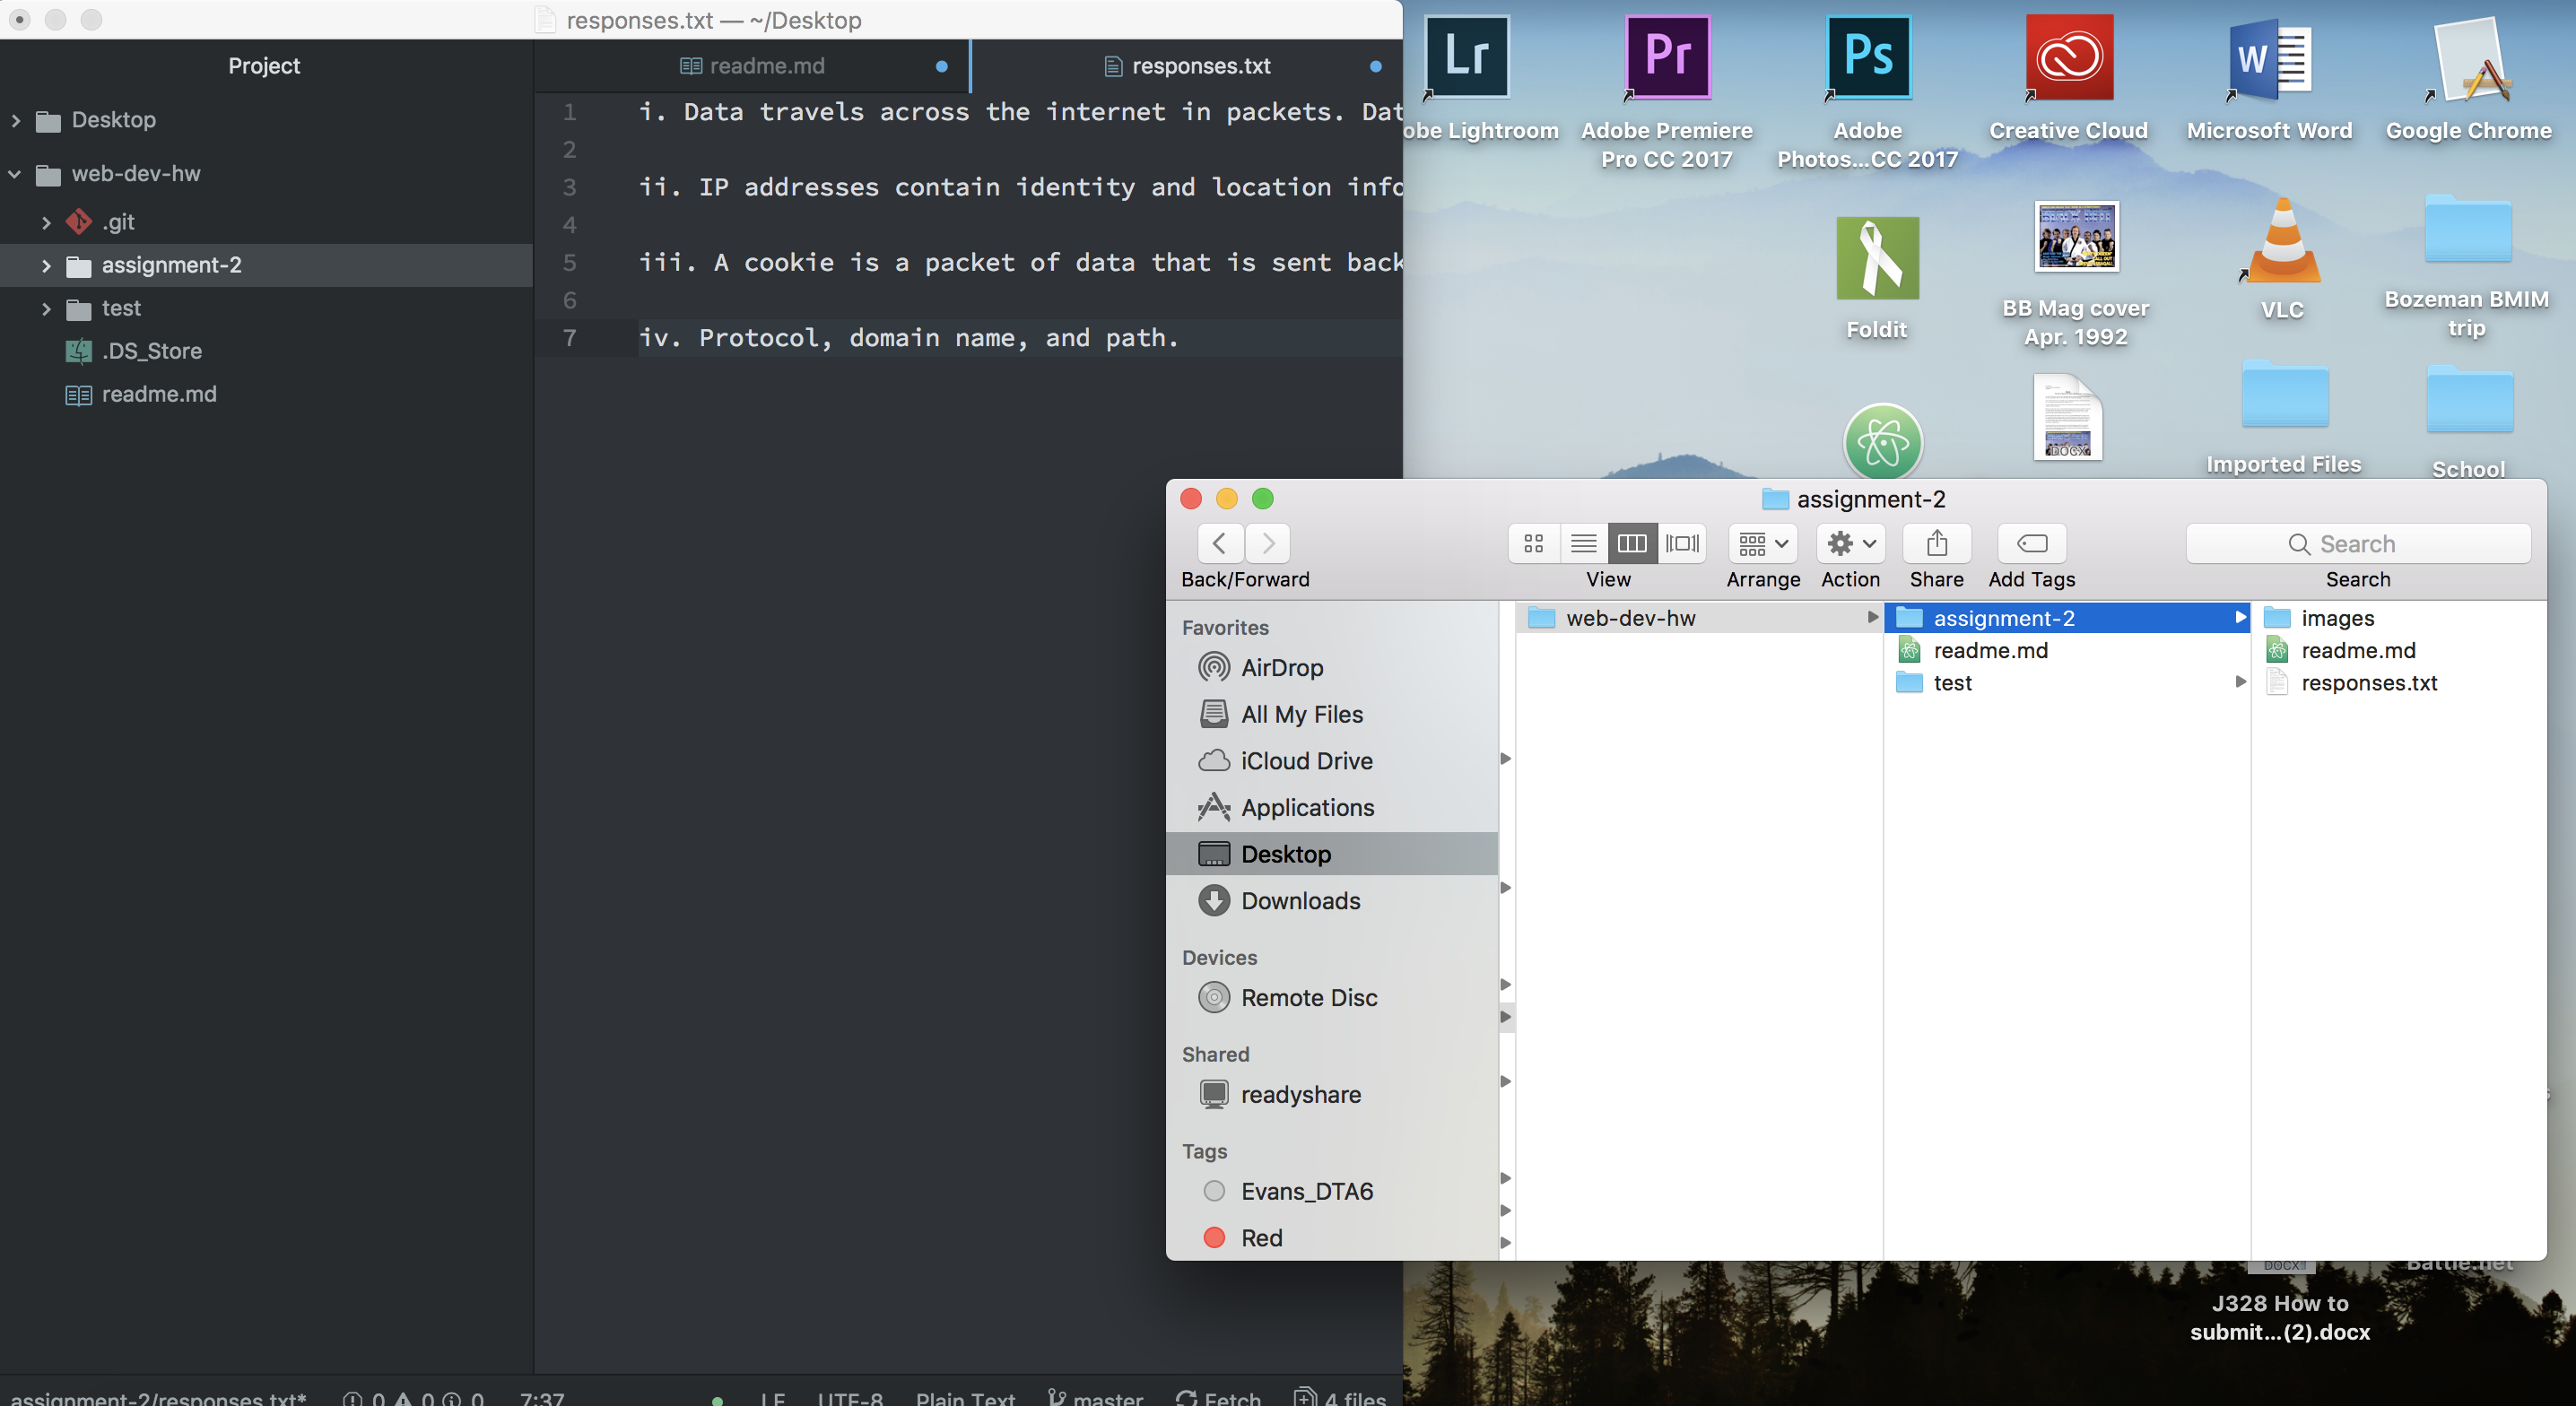 responses.txt — ~/Desktop
Project
Desktop
web-dev-hw
.git
assignment-2
test
.DS_Store
readme.md
readme.md
responses.txt
1 i. Data travels across the internet in packets. Dat
2
3 ii. IP addresses contain identity and location info
4
5 iii. A cookie is a packet of data that is sent back
6
7 iv. Protocol, domain name, and path.
assignment-2/responses.txt* 0 0 0 7:37 LF UTF-8 Plain Text master Fetch 4 files
Lr
obe Lightroom
Pr
Adobe Premiere
Pro CC 2017
Ps
Adobe
Photos...CC 2017
Creative Cloud
W
Microsoft Word
Google Chrome
Foldit
BB Mag cover
Apr. 1992
VLC
Bozeman BMIM
trip
DOCX
Imported Files
School
assignment-2
Search
Back/Forward
View
Arrange
Action
Share
Add Tags
Search
Favorites
AirDrop
All My Files
iCloud Drive
Applications
Desktop
Downloads
Devices
Remote Disc
Shared
readyshare
Tags
Evans_DTA6
Red
web-dev-hw
assignment-2
readme.md
test
images
readme.md
responses.txt
DOCX
Battle.net
J328 How to
submit...(2).docx